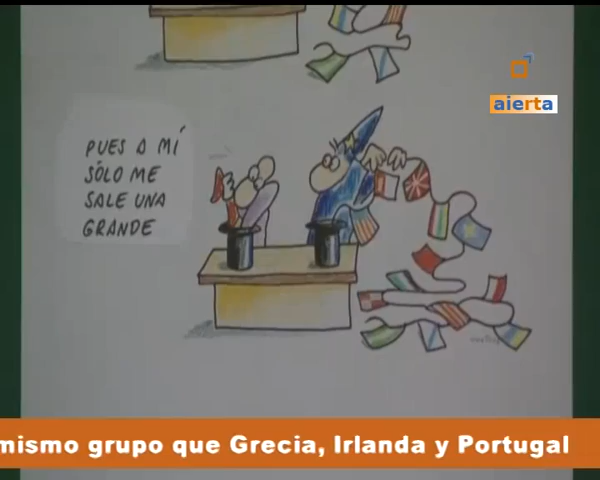 aierta
PUES A MÍ
SÓLO ME
SALE UNA
GRANDE
mismo grupo que Grecia, Irlanda y Portugal